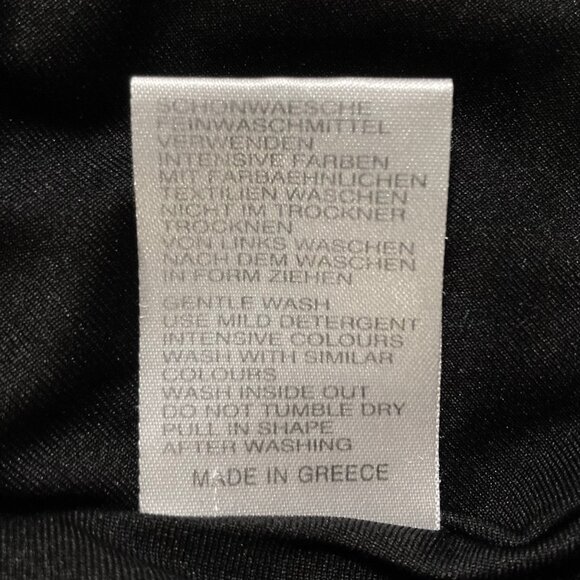 SCHONWAESCHE
FEINWASCHMITTEL
VERWENDEN
INTENSIVE FARBEN
MIT FARBAEHNLICHEN
TEXTILIEN WASCHEN
NICHT IM TROCKNER
TROCKNEN
VON LINKS WASCHEN
NACH DEM WASCHEN
IN FORM ZIEHEN
GENTLE WASH
USE MILD DETERGENT
INTENSIVE COLOURS
WASH WITH SIMILAR
COLOURS
WASH INSIDE OUT
DO NOT TUMBLE DRY
PULL IN SHAPE
AFTER WASHING
MADE IN GREECE